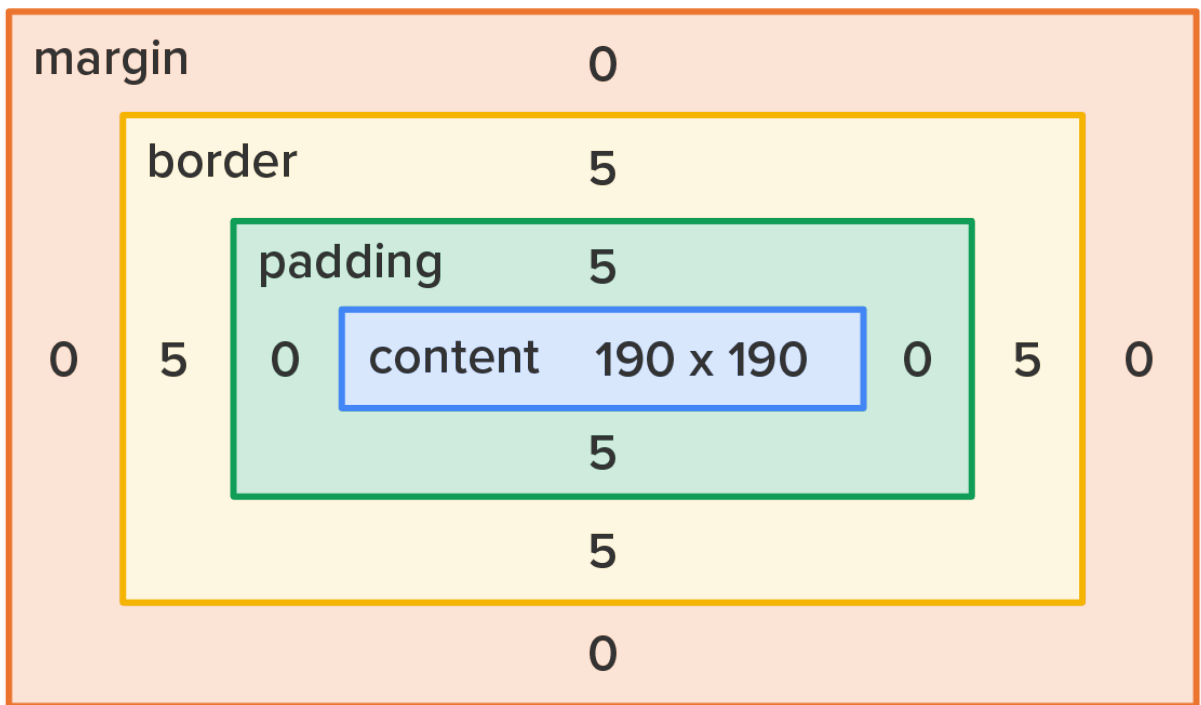 margin 0
border 5
padding 5
0 5 0 content 190 x 190 0 5 0
5
5
0